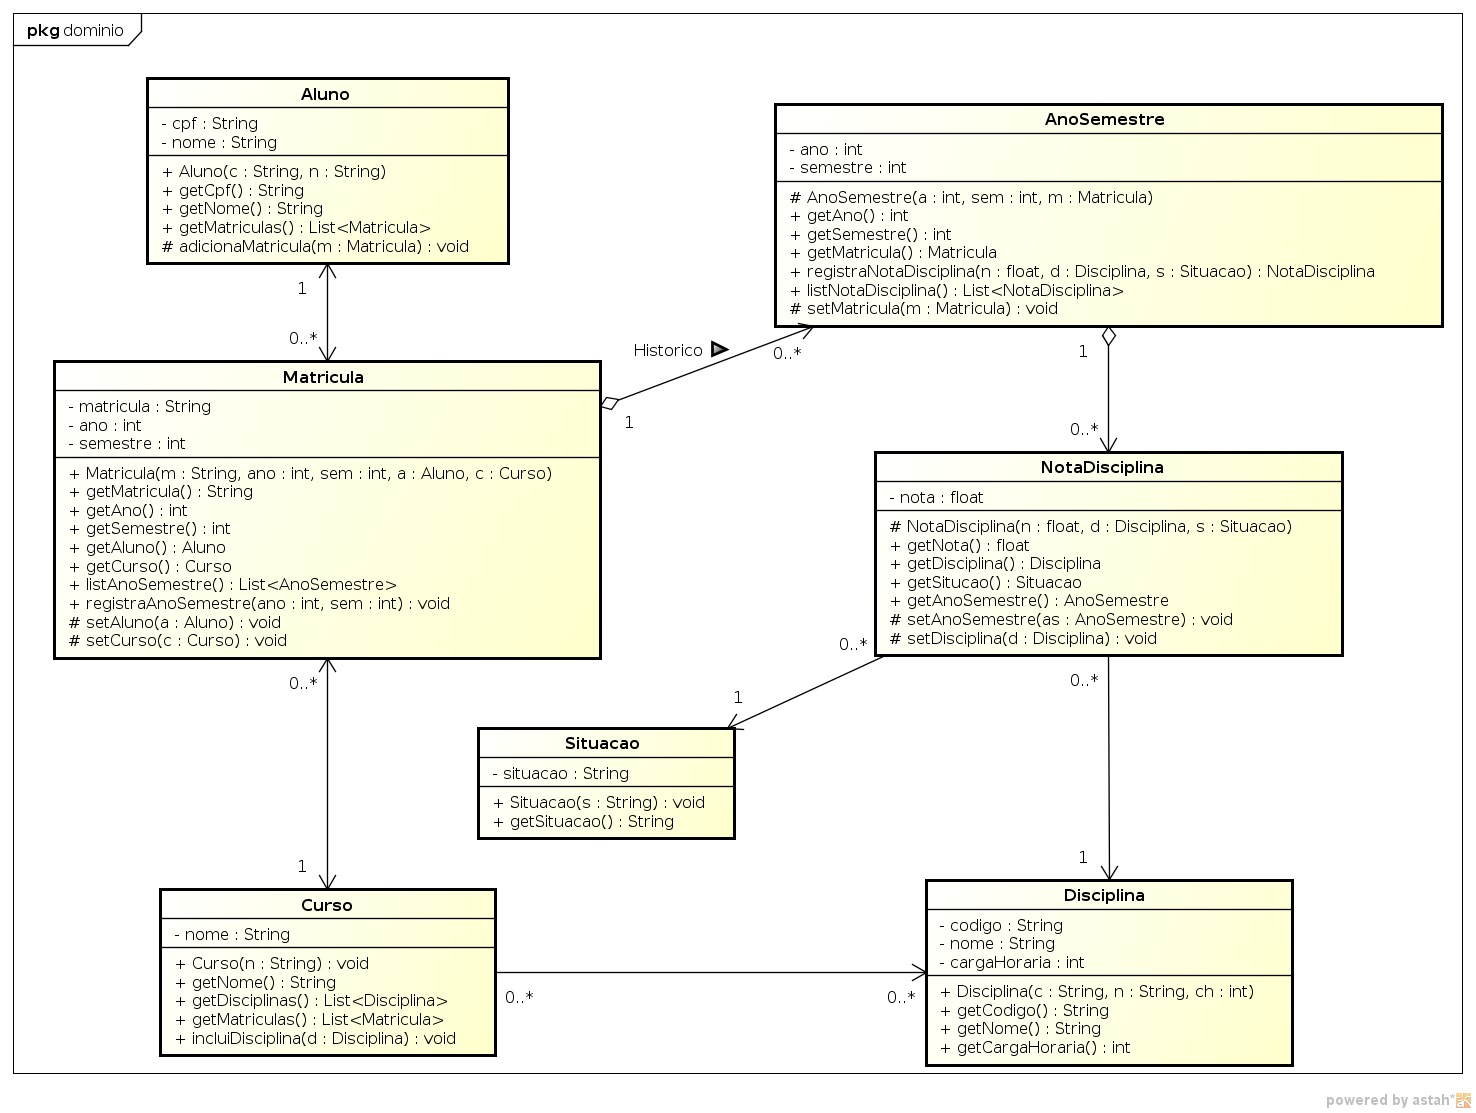 pkg dominio
Aluno
- cpf : String
- nome : String
+ Aluno(c : String, n : String)
+ getCpf() : String
+ getNome() : String
+ getMatriculas() : List<Matricula>
# adicionaMatricula(m : Matricula) : void
AnoSemestre
- ano : int
- semestre : int
# AnoSemestre(a : int, sem : int, m : Matricula)
+ getAno() : int
+ getSemestre() : int
+ getMatricula() : Matricula
+ registraNotaDisciplina(n : float, d : Disciplina, s : Situacao) : NotaDisciplina
+ listNotaDisciplina() : List<NotaDisciplina>
# setMatricula(m : Matricula) : void
1
0..*
Historico
0..*
1
1
0..*
Matricula
- matricula : String
- ano : int
- semestre : int
+ Matricula(m : String, ano : int, sem : int, a : Aluno, c : Curso)
+ getMatricula() : String
+ getAno() : int
+ getSemestre() : int
+ getAluno() : Aluno
+ getCurso() : Curso
+ listAnoSemestre() : List<AnoSemestre>
+ registraAnoSemestre(ano : int, sem : int) : void
# setAluno(a : Aluno) : void
# setCurso(c : Curso) : void
NotaDisciplina
- nota : float
# NotaDisciplina(n : float, d : Disciplina, s : Situacao)
+ getNota() : float
+ getDisciplina() : Disciplina
+ getSitucao() : Situacao
+ getAnoSemestre() : AnoSemestre
# setAnoSemestre(as : AnoSemestre) : void
# setDisciplina(d : Disciplina) : void
0..*
0..*
0..*
1
Situacao
- situacao : String
+ Situacao(s : String) : void
+ getSituacao() : String
1
1
Curso
- nome : String
+ Curso(n : String) : void
+ getNome() : String
+ getDisciplinas() : List<Disciplina>
+ getMatriculas() : List<Matricula>
+ incluiDisciplina(d : Disciplina) : void
0..*
0..*
Disciplina
- codigo : String
- nome : String
- cargaHoraria : int
+ Disciplina(c : String, n : String, ch : int)
+ getCodigo() : String
+ getNome() : String
+ getCargaHoraria() : int
powered by astah*